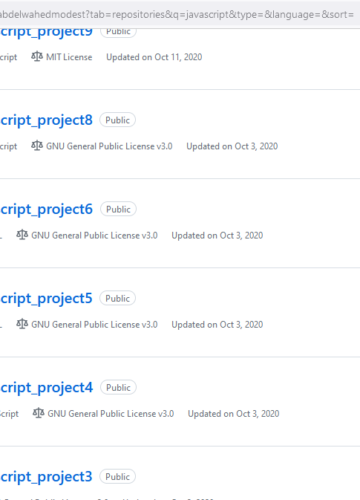 abdelwahedmodest?tab=repositories&q=javascript&type=&language=&sort=
cript_project9 Public
cript MIT License Updated on Oct 11, 2020
cript_project8 Public
cript GNU General Public License v3.0 Updated on Oct 3, 2020
cript_project6 Public
L GNU General Public License v3.0 Updated on Oct 3, 2020
cript_project5 Public
L GNU General Public License v3.0 Updated on Oct 3, 2020
cript_project4 Public
Script GNU General Public License v3.0 Updated on Oct 3, 2020
cript_project3 Public